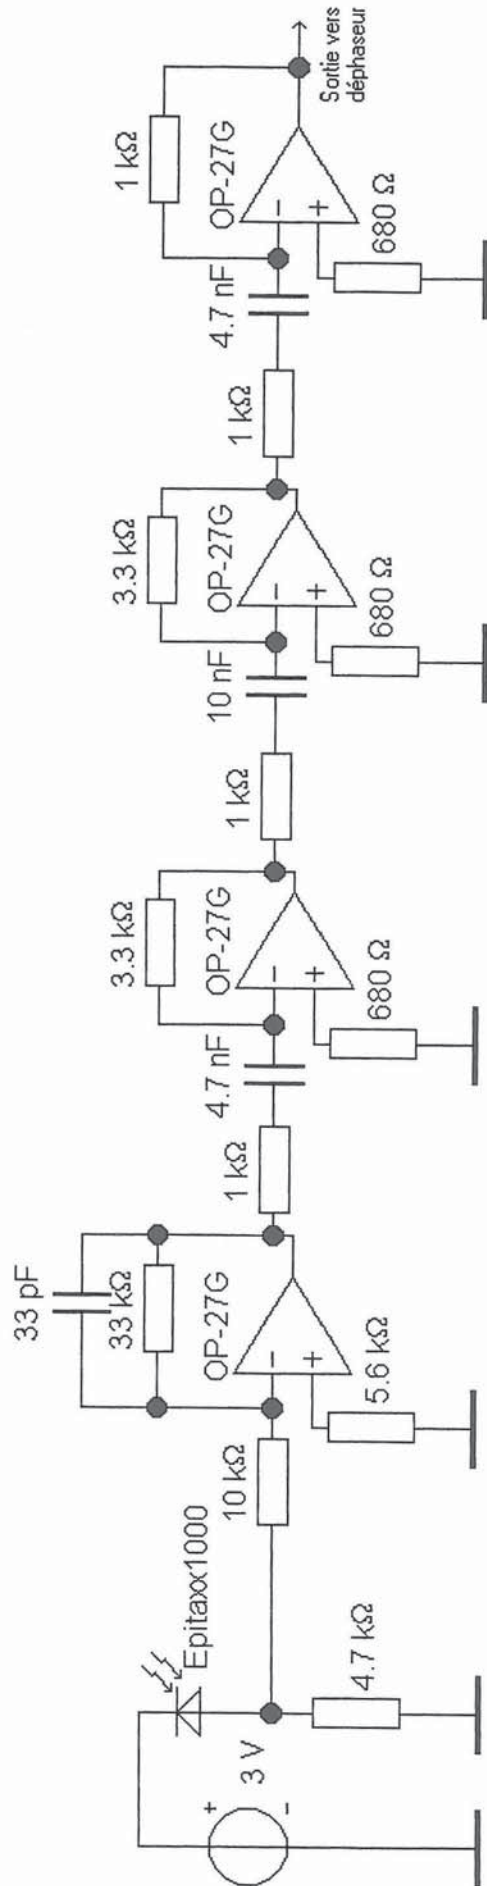 3 V
+
-
Epitaxx1000
4.7 kΩ
10 kΩ
33 pF
33 kΩ
OP-27G
-
+
5.6 kΩ
1 kΩ
4.7 nF
3.3 kΩ
OP-27G
-
+
680 Ω
1 kΩ
10 nF
3.3 kΩ
OP-27G
-
+
680 Ω
1 kΩ
4.7 nF
1 kΩ
OP-27G
-
+
680 Ω
Sortie vers
déphaseur